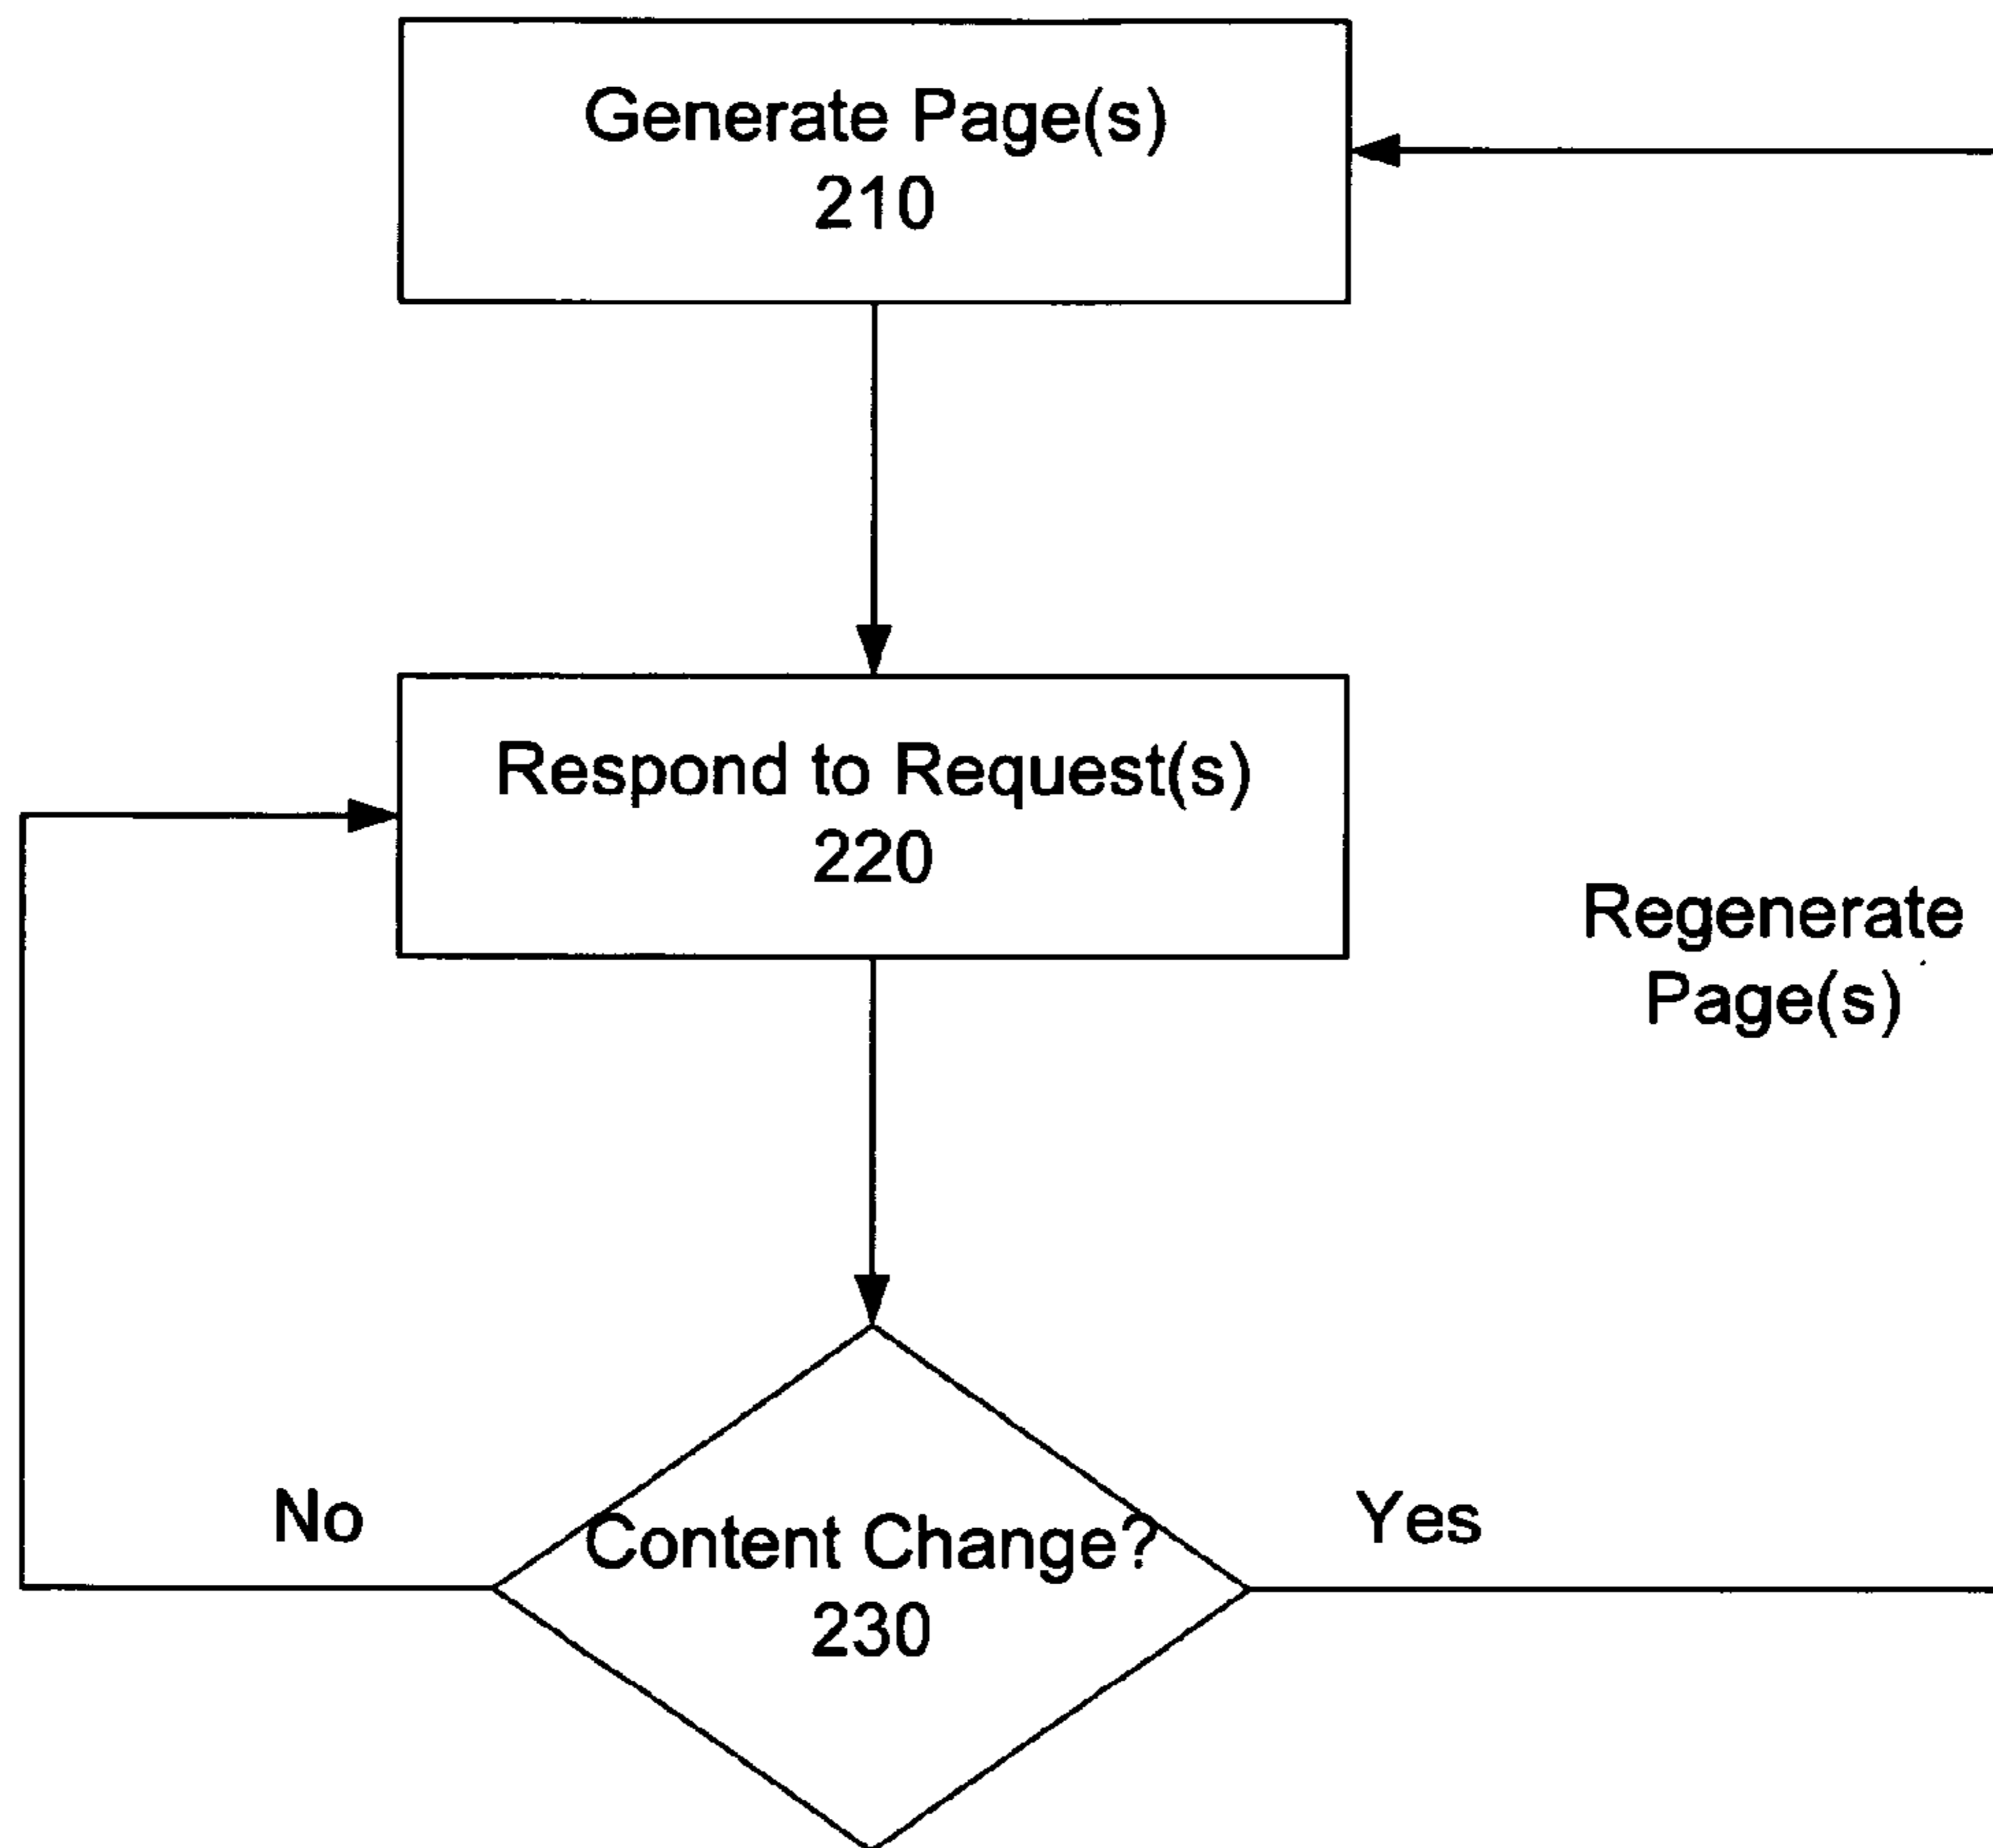 Generate Page(s)
210
Respond to Request(s)
220
Regenerate
Page(s)
No
Content Change?
230
Yes